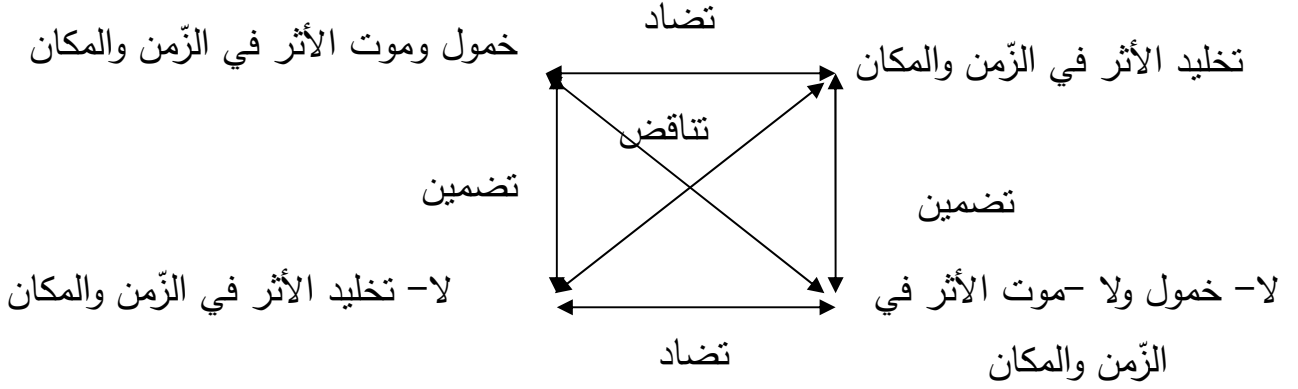 تضاد
تخليد الأثر في الزّمن والمكان
خمول وموت الأثر في الزّمن والمكان
تتاقض
تضمين
تضمين
لا– خمول ولا –موت الأثر في
الزّمن والمكان
لا– تخليد الأثر في الزّمن والمكان
تضاد